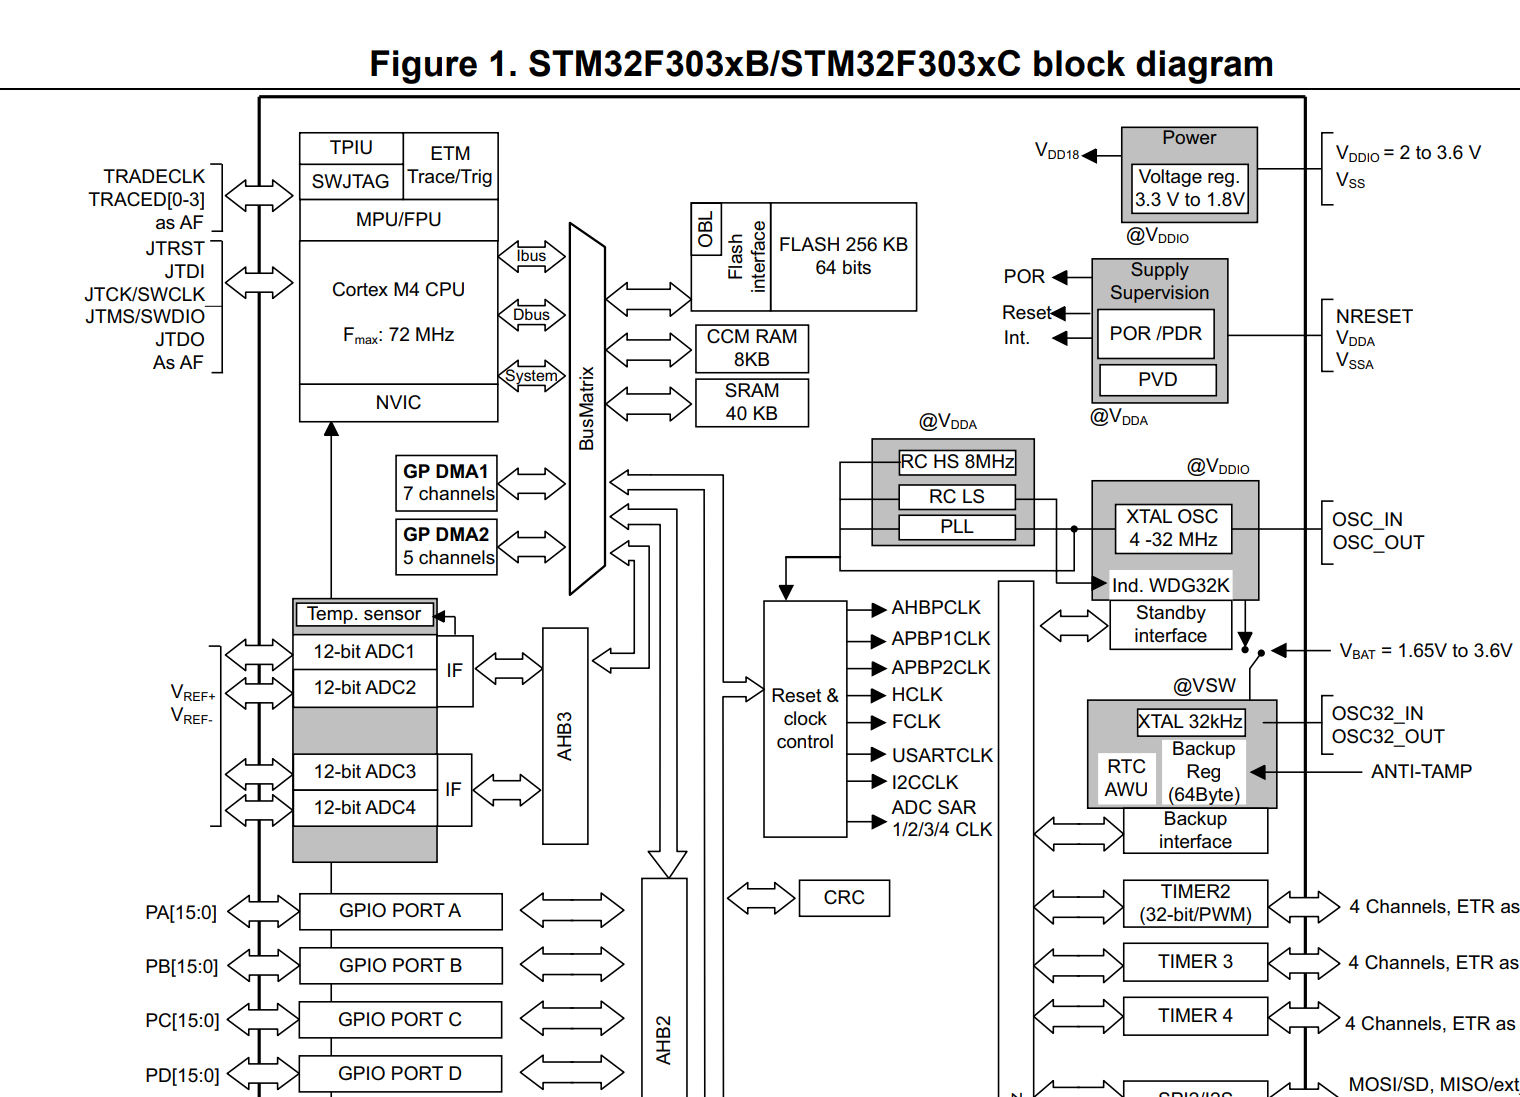 Figure 1. STM32F303xB/STM32F303xC block diagram
TRADECLK
TRACED[0-3]
as AF
JTRST
JTDI
JTCK/SWCLK
JTMS/SWDIO
JTDO
As AF
TPIU
SWJTAG
ETM
Trace/Trig
MPU/FPU
Cortex M4 CPU
Fmax: 72 MHz
NVIC
Ibus
Dbus
System
BusMatrix
OBL
Flash
interface
FLASH 256 KB
64 bits
CCM RAM
8KB
SRAM
40 KB
GP DMA1
7 channels
GP DMA2
5 channels
VDD18
Power
Voltage reg.
3.3 V to 1.8V
@VDDIO
VDDIO = 2 to 3.6 V
VSS
POR
Reset
Int.
Supply
Supervision
POR /PDR
PVD
@VDDA
NRESET
VDDA
VSSA
@VDDA
RC HS 8MHz
RC LS
PLL
@VDDIO
XTAL OSC
4 -32 MHz
Ind. WDG32K
Standby
interface
OSC_IN
OSC_OUT
VBAT = 1.65V to 3.6V
@VSW
XTAL 32kHz
RTC
AWU
Backup
Reg
(64Byte)
Backup
interface
OSC32_IN
OSC32_OUT
ANTI-TAMP
Temp. sensor
12-bit ADC1
12-bit ADC2
IF
VREF+
VREF-
12-bit ADC3
12-bit ADC4
IF
AHB3
Reset &
clock
control
AHBPCLK
APBP1CLK
APBP2CLK
HCLK
FCLK
USARTCLK
I2CCLK
ADC SAR
1/2/3/4 CLK
CRC
PA[15:0]
GPIO PORT A
PB[15:0]
GPIO PORT B
PC[15:0]
GPIO PORT C
PD[15:0]
GPIO PORT D
AHB2
TIMER2
(32-bit/PWM)
4 Channels, ETR as
TIMER 3
4 Channels, ETR as
TIMER 4
4 Channels, ETR as
MOSI/SD, MISO/ext